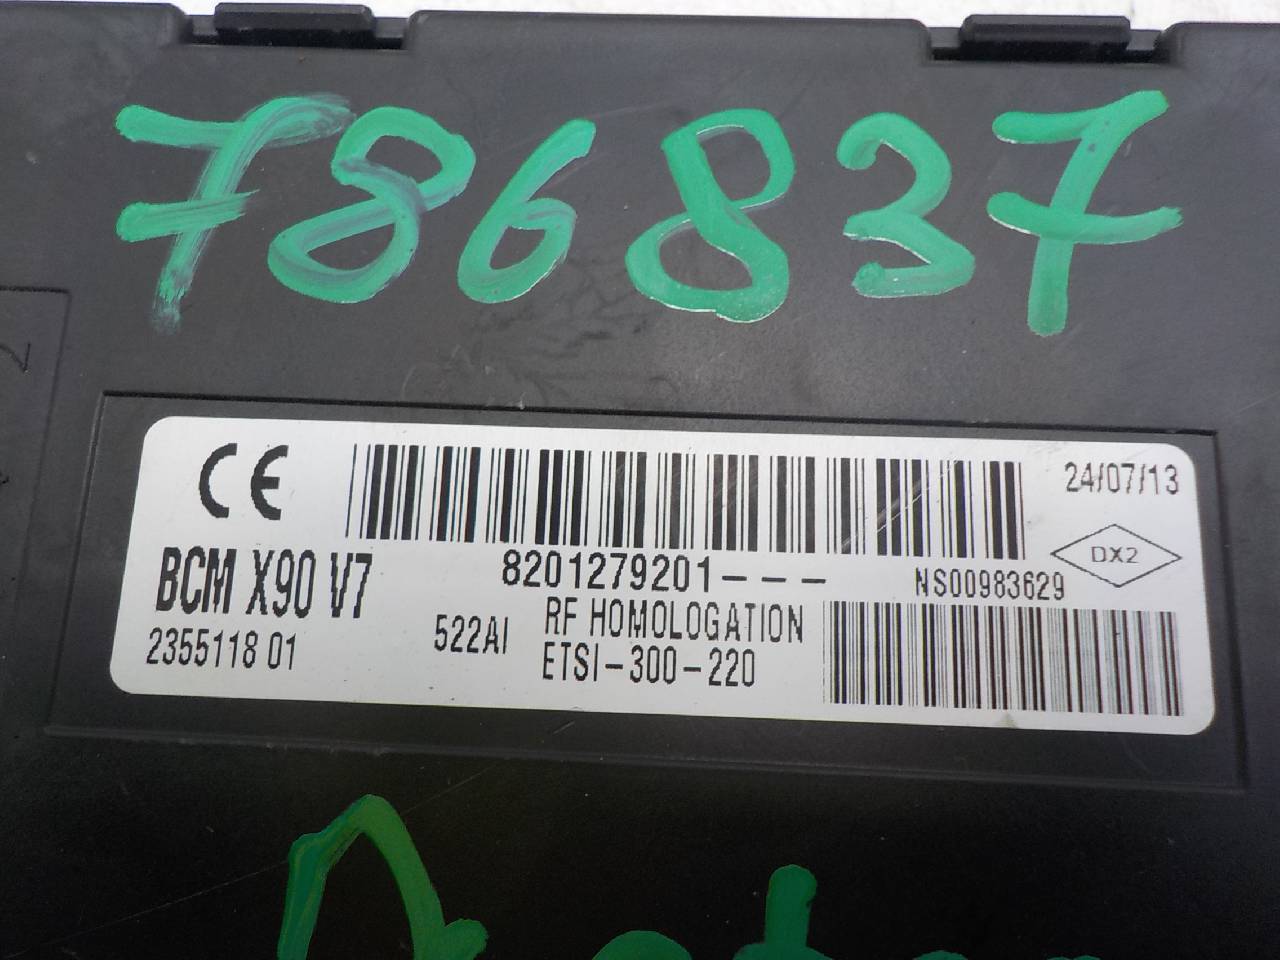 786837
CE
24/07/13
DX2
BCM X90 V7
8201279201---
NS00983629
2355118 01
522AI
RF HOMOLOGATION
ETSI-300-220